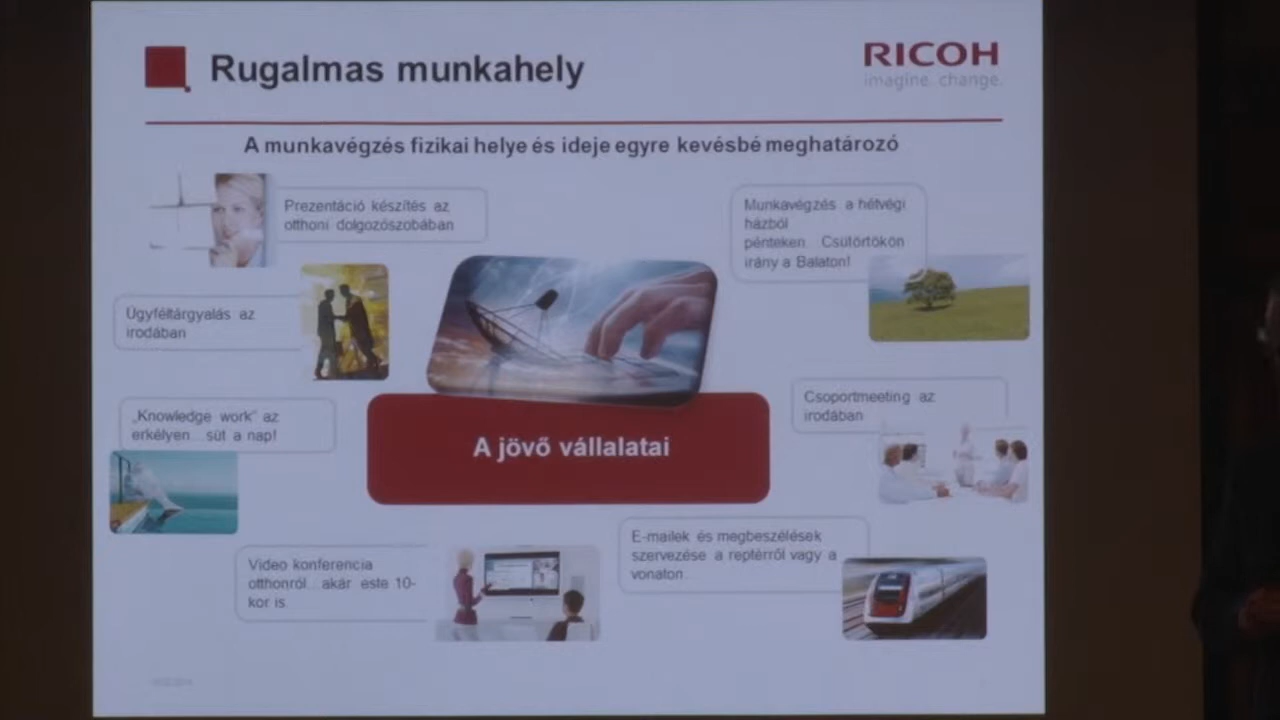 Rugalmas munkahely
RICOH
imagine. change.
A munkavégzés fizikai helye és ideje egyre kevésbé meghatározó
Prezentáció készítés az
otthoni dolgozószobában
Munkavégzés a hétvégi
házból
pénteken... Csütörtökön
irány a Balaton!
Ügyféltárgyalás az
irodában
„Knowledge work" az
erkélyen...süt a nap!
A jövő vállalatai
Csoportmeeting az
irodában
Video konferencia
otthonról...akár este 10-
kor is
E-mailek és megbeszélések
szervezése a reptérről vagy a
vonaton